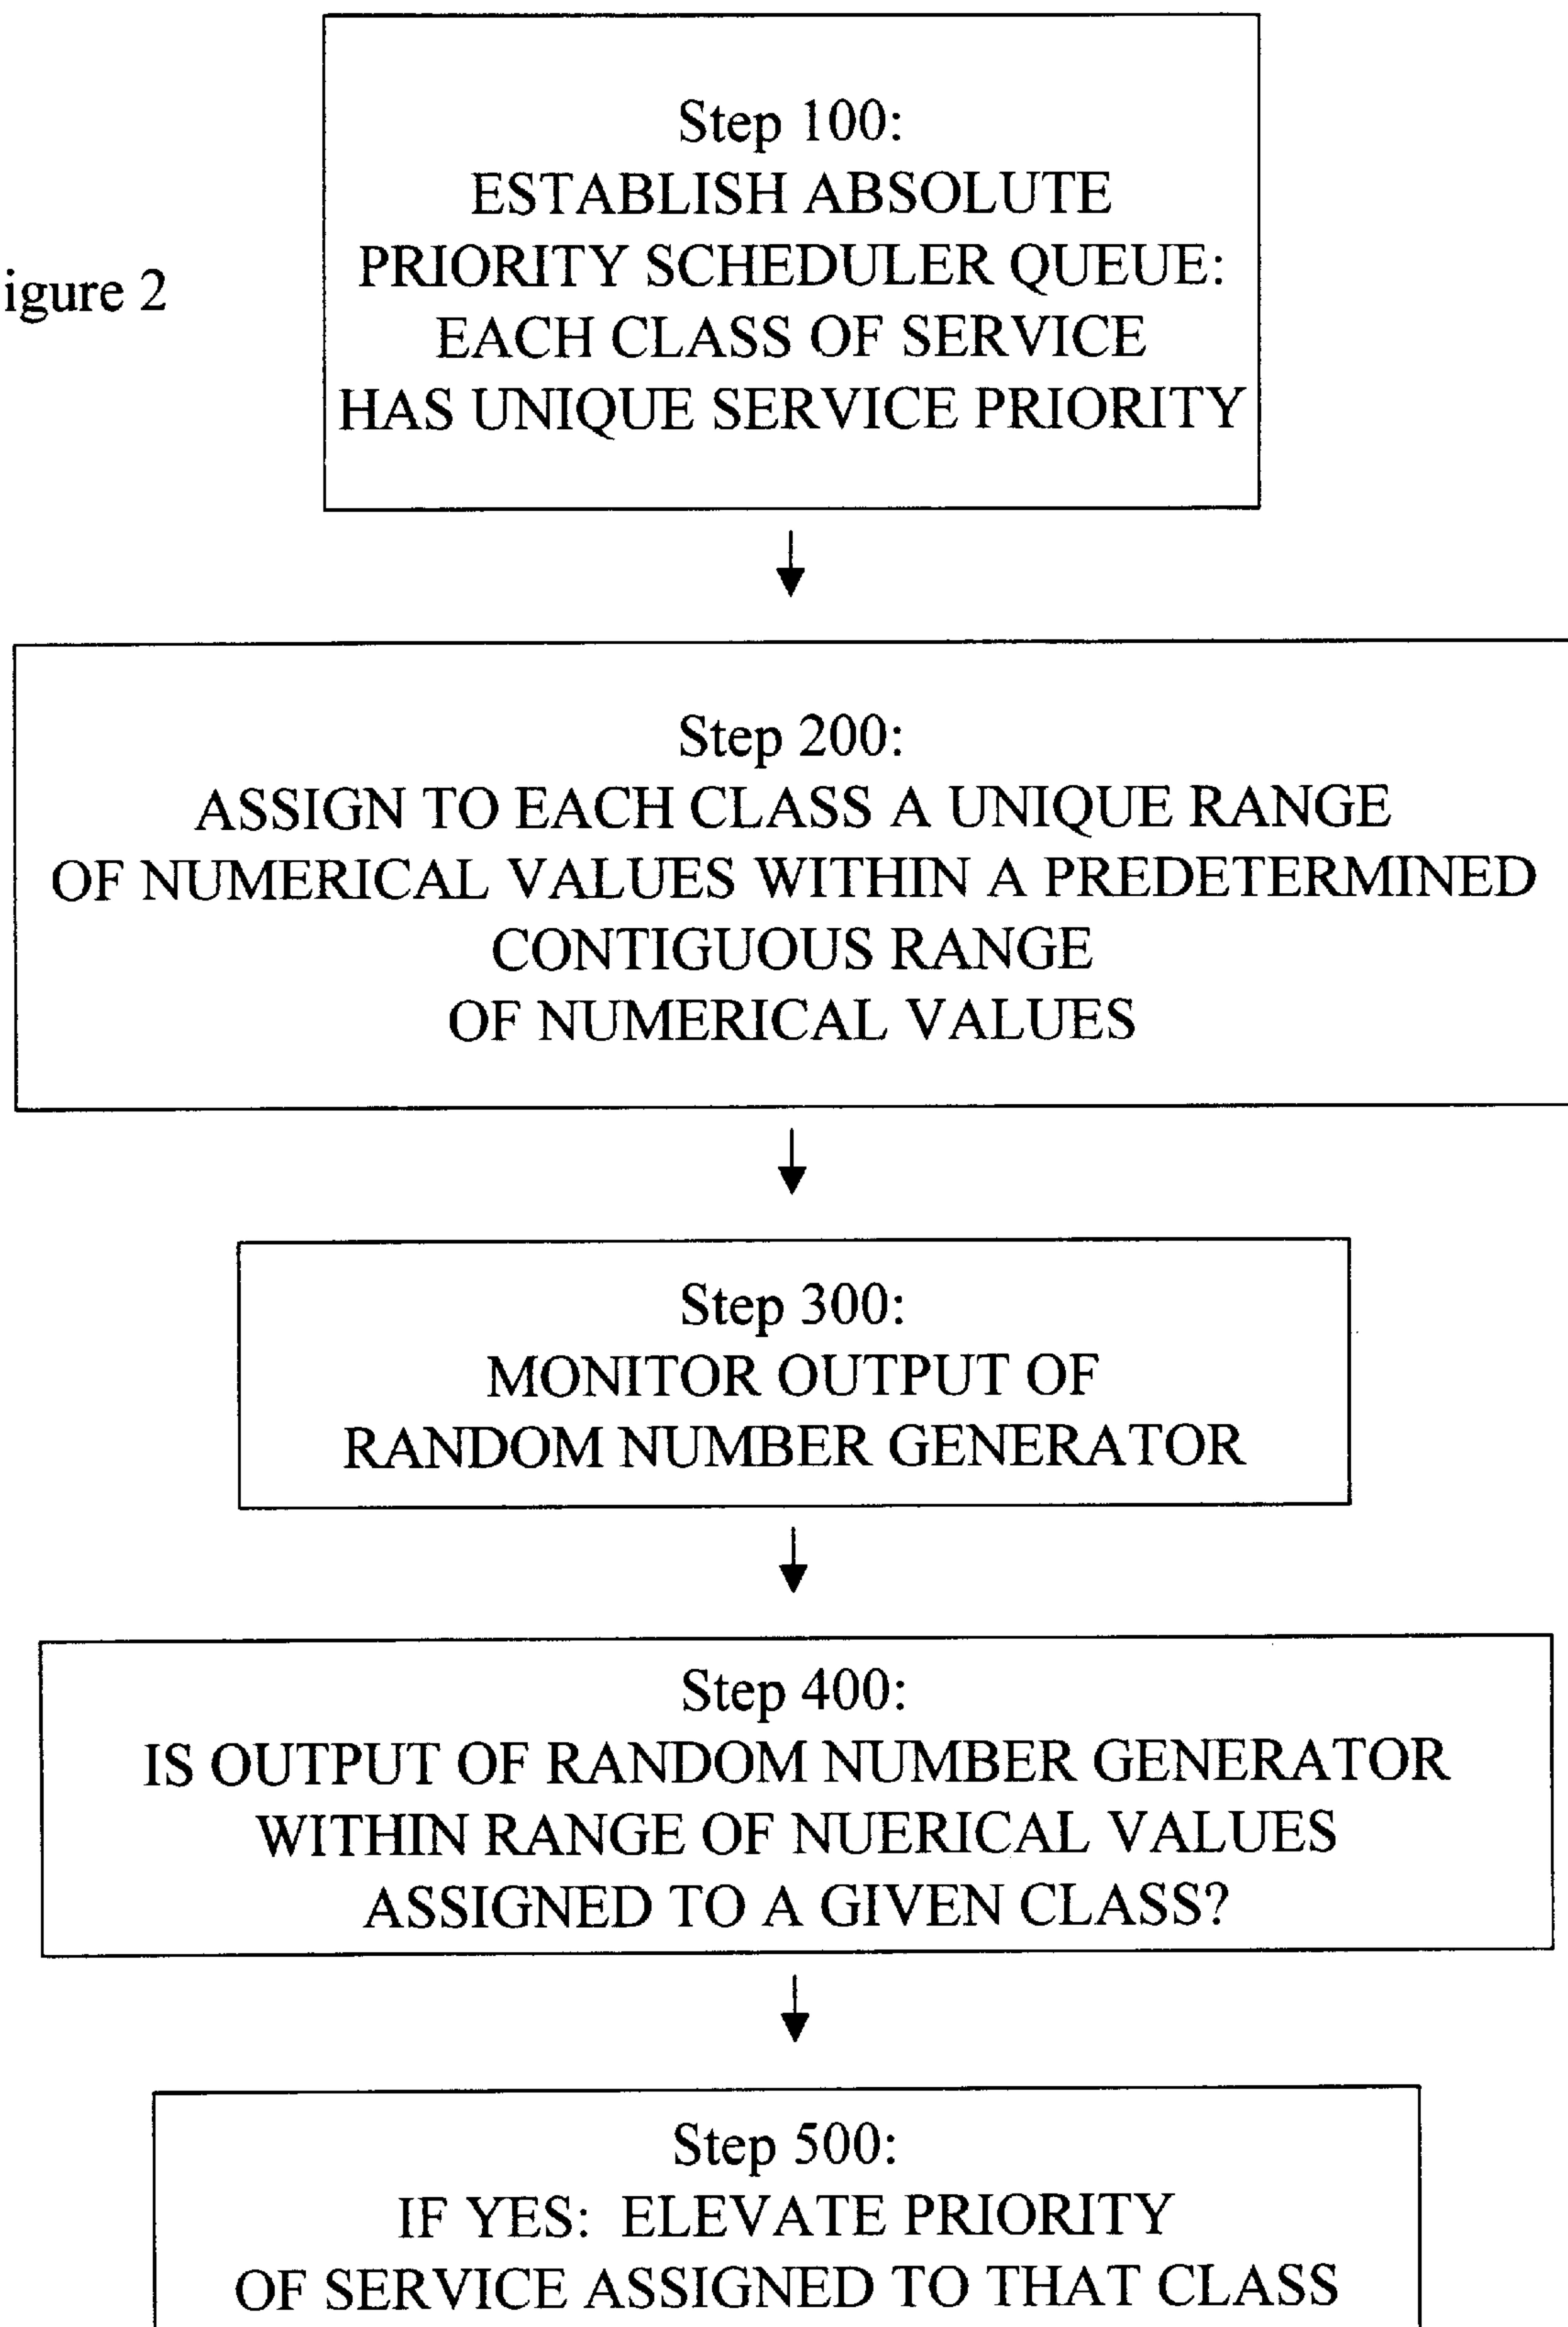 Step 100:
ESTABLISH ABSOLUTE
PRIORITY SCHEDULER QUEUE:
EACH CLASS OF SERVICE
HAS UNIQUE SERVICE PRIORITY
igure 2
Step 200:
ASSIGN TO EACH CLASS A UNIQUE RANGE
OF NUMERICAL VALUES WITHIN A PREDETERMINED
CONTIGUOUS RANGE
OF NUMERICAL VALUES
Step 300:
MONITOR OUTPUT OF
RANDOM NUMBER GENERATOR
Step 400:
IS OUTPUT OF RANDOM NUMBER GENERATOR
WITHIN RANGE OF NUERICAL VALUES
ASSIGNED TO A GIVEN CLASS?
Step 500:
IF YES: ELEVATE PRIORITY
OF SERVICE ASSIGNED TO THAT CLASS